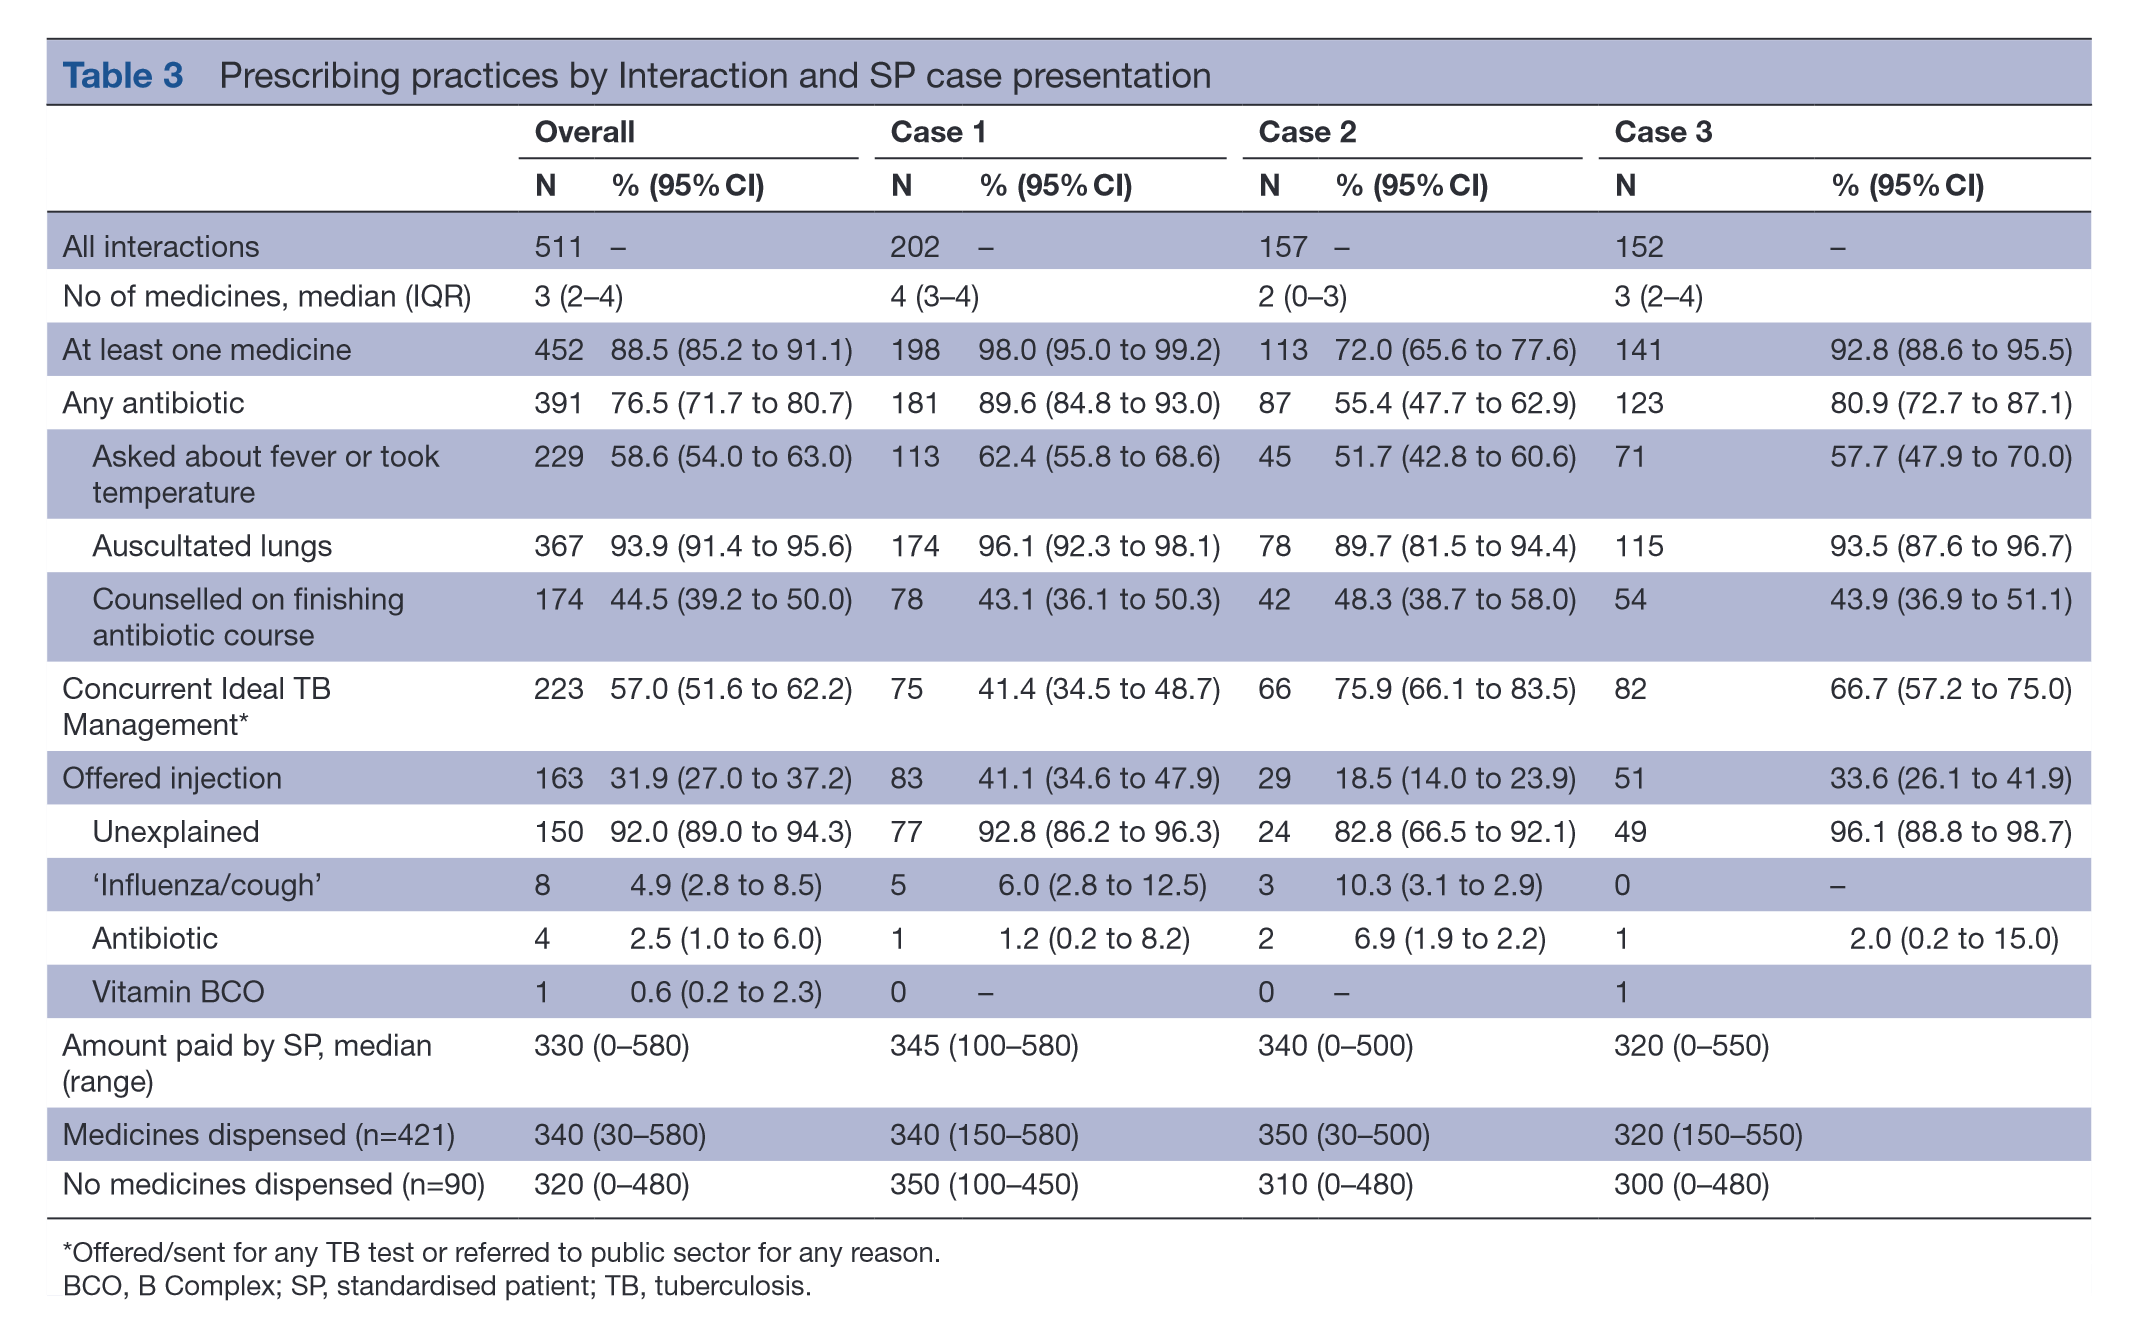 Table 3 Prescribing practices by Interaction and SP case presentation
Overall Case 1 Case 2 Case 3
N % (95% CI) N % (95% CI) N % (95% CI) N % (95% CI)
All interactions 511 – 202 – 157 – 152 –
No of medicines, median (IQR) 3 (2–4) 4 (3–4) 2 (0–3) 3 (2–4)
At least one medicine 452 88.5 (85.2 to 91.1) 198 98.0 (95.0 to 99.2) 113 72.0 (65.6 to 77.6) 141 92.8 (88.6 to 95.5)
Any antibiotic 391 76.5 (71.7 to 80.7) 181 89.6 (84.8 to 93.0) 87 55.4 (47.7 to 62.9) 123 80.9 (72.7 to 87.1)
Asked about fever or took 229 58.6 (54.0 to 63.0) 113 62.4 (55.8 to 68.6) 45 51.7 (42.8 to 60.6) 71 57.7 (47.9 to 70.0)
temperature
Auscultated lungs 367 93.9 (91.4 to 95.6) 174 96.1 (92.3 to 98.1) 78 89.7 (81.5 to 94.4) 115 93.5 (87.6 to 96.7)
Counselled on finishing 174 44.5 (39.2 to 50.0) 78 43.1 (36.1 to 50.3) 42 48.3 (38.7 to 58.0) 54 43.9 (36.9 to 51.1)
antibiotic course
Concurrent Ideal TB 223 57.0 (51.6 to 62.2) 75 41.4 (34.5 to 48.7) 66 75.9 (66.1 to 83.5) 82 66.7 (57.2 to 75.0)
Management*
Offered injection 163 31.9 (27.0 to 37.2) 83 41.1 (34.6 to 47.9) 29 18.5 (14.0 to 23.9) 51 33.6 (26.1 to 41.9)
Unexplained 150 92.0 (89.0 to 94.3) 77 92.8 (86.2 to 96.3) 24 82.8 (66.5 to 92.1) 49 96.1 (88.8 to 98.7)
‘Influenza/cough’ 8 4.9 (2.8 to 8.5) 5 6.0 (2.8 to 12.5) 3 10.3 (3.1 to 2.9) 0 –
Antibiotic 4 2.5 (1.0 to 6.0) 1 1.2 (0.2 to 8.2) 2 6.9 (1.9 to 2.2) 1 2.0 (0.2 to 15.0)
Vitamin BCO 1 0.6 (0.2 to 2.3) 0 – 0 – 1
Amount paid by SP, median 330 (0–580) 345 (100–580) 340 (0–500) 320 (0–550)
(range)
Medicines dispensed (n=421) 340 (30–580) 340 (150–580) 350 (30–500) 320 (150–550)
No medicines dispensed (n=90) 320 (0–480) 350 (100–450) 310 (0–480) 300 (0–480)
*Offered/sent for any TB test or referred to public sector for any reason.
BCO, B Complex; SP, standardised patient; TB, tuberculosis.